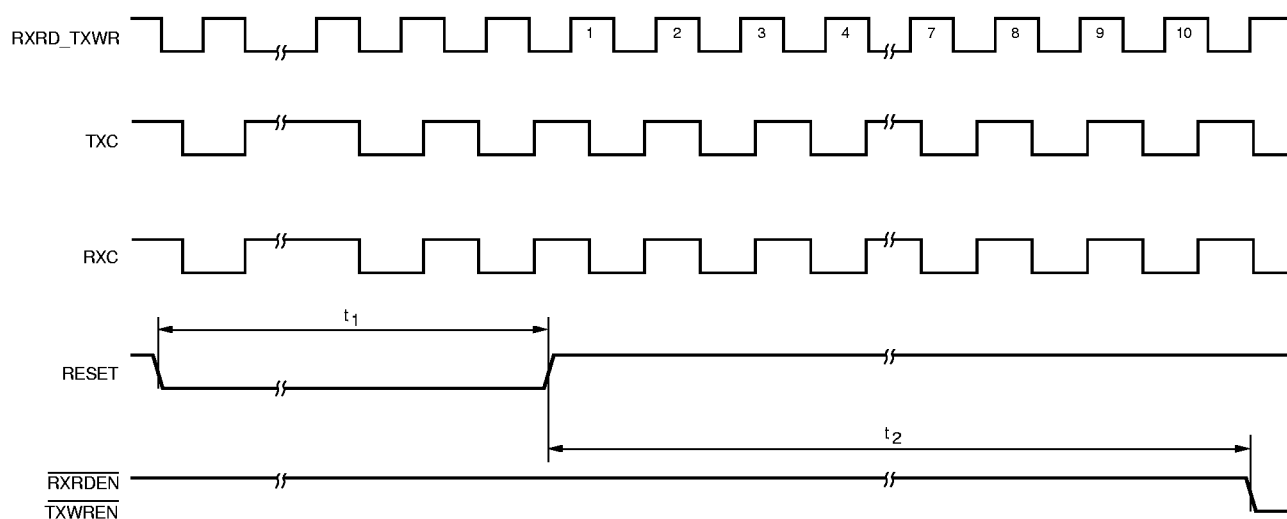 RXRD_TXWR
1 2 3 4 7 8 9 10
TXC
RXC
t1
RESET
t2
RXRDEN
TXWREN